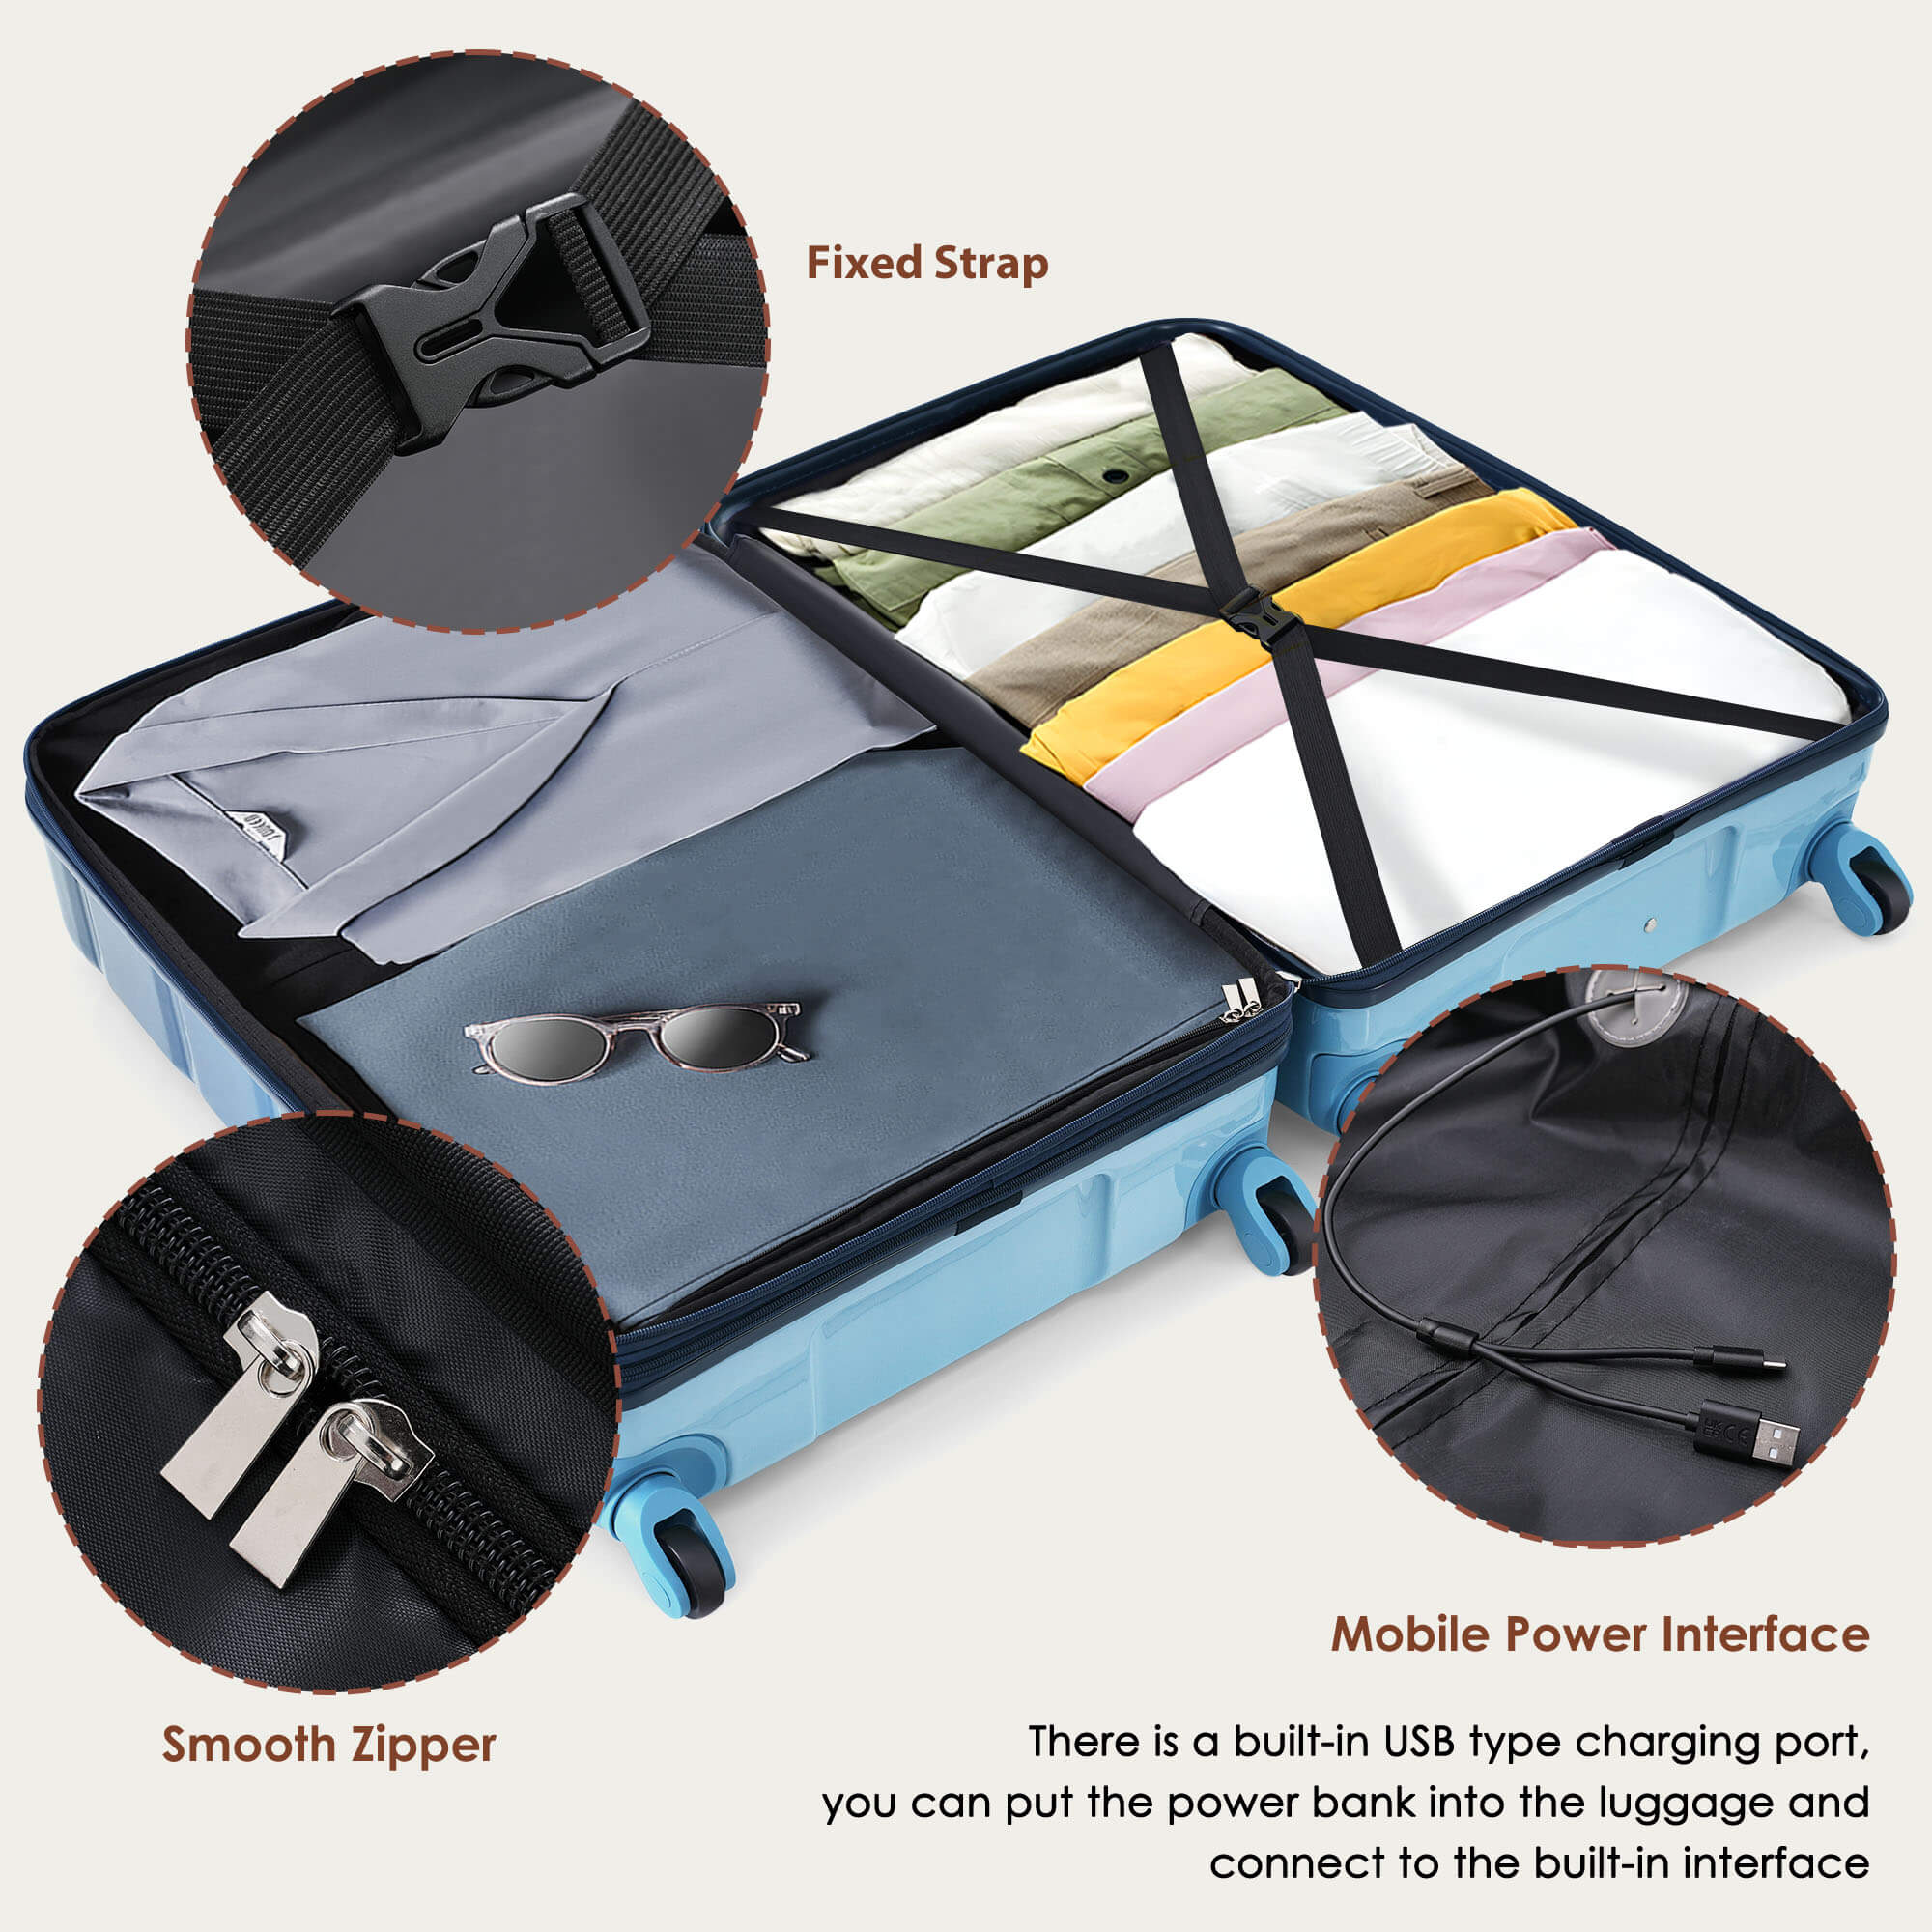 Fixed Strap
Smooth Zipper
Mobile Power Interface
There is a built-in USB type charging port,
you can put the power bank into the luggage and
connect to the built-in interface